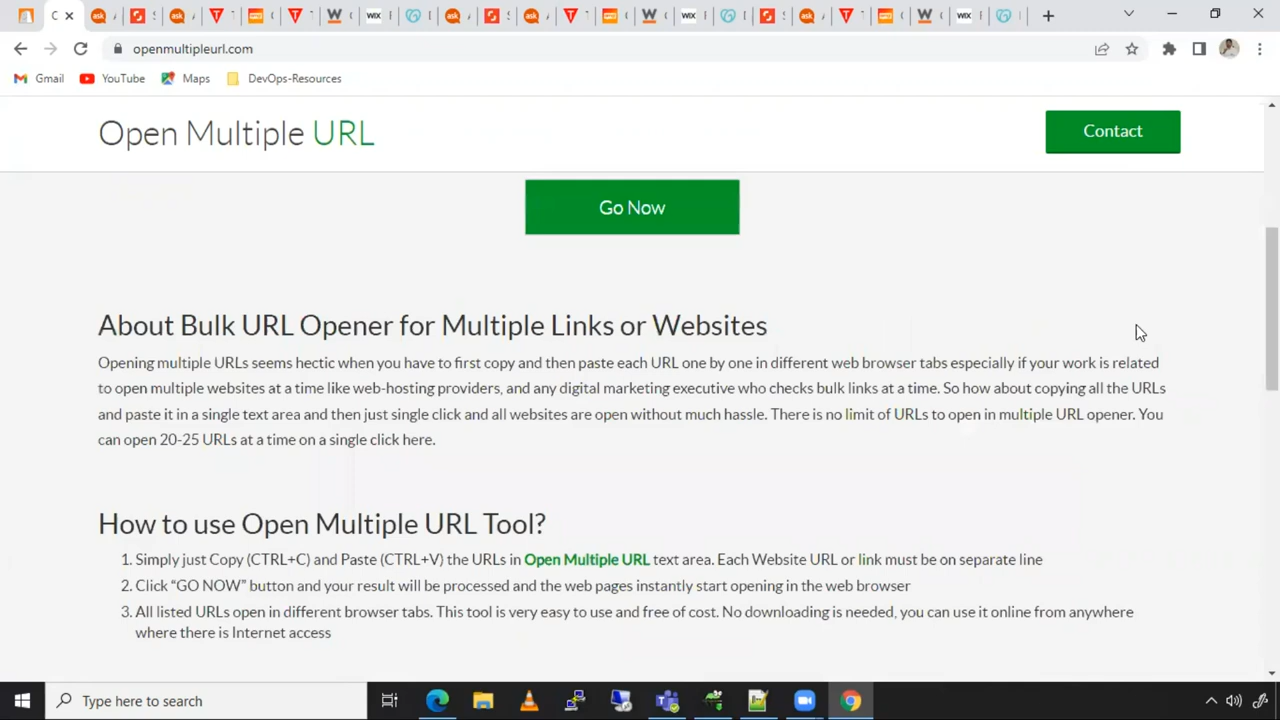 openmultipleurl.com
Gmail
YouTube
Maps
DevOps-Resources
Open Multiple URL
Contact
Go Now
About Bulk URL Opener for Multiple Links or Websites
Opening multiple URLs seems hectic when you have to first copy and then paste each URL one by one in different web browser tabs especially if your work is related
to open multiple websites at a time like web-hosting providers, and any digital marketing executive who checks bulk links at a time. So how about copying all the URLs
and paste it in a single text area and then just single click and all websites are open without much hassle. There is no limit of URLs to open in multiple URL opener. You
can open 20-25 URLs at a time on a single click here.
How to use Open Multiple URL Tool?
1. Simply just Copy (CTRL+C) and Paste (CTRL+V) the URLs in Open Multiple URL text area. Each Website URL or link must be on separate line
2. Click “GO NOW” button and your result will be processed and the web pages instantly start opening in the web browser
3. All listed URLs open in different browser tabs. This tool is very easy to use and free of cost. No downloading is needed, you can use it online from anywhere
where there is Internet access
Type here to search